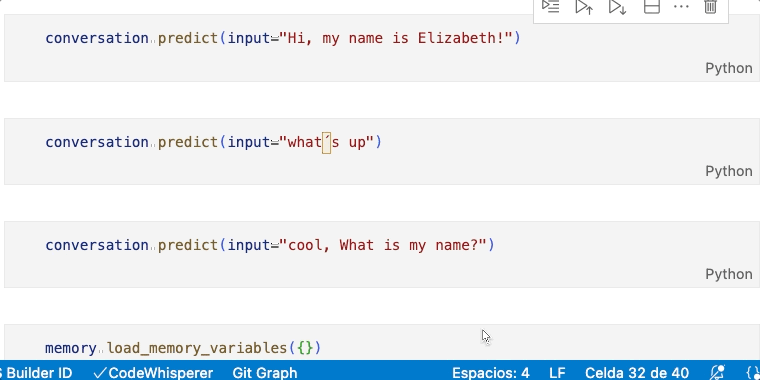 conversation.predict(input="Hi, my name is Elizabeth!")
Python
conversation.predict(input="what´s up")
Python
conversation.predict(input="cool, What is my name?")
Python
memory.load_memory_variables({})
S Builder ID ✓CodeWhisperer Git Graph Espacios: 4 LF Celda 32 de 40